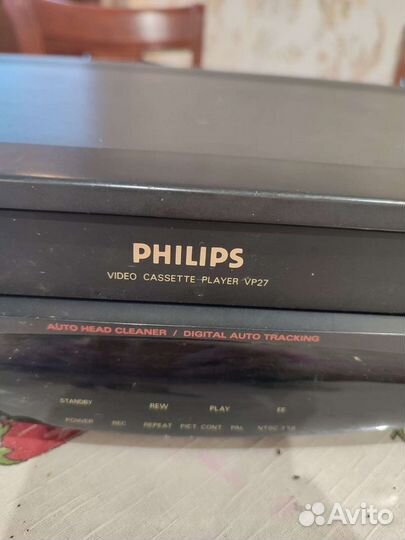 PHILIPS
VIDEO CASSETTE PLAYER VP27
AUTO HEAD CLEANER / DIGITAL AUTO TRACKING
STANDBY REW PLAY FF
POWER REC REPEAT PICT CONT. PAL NTSC
Avito